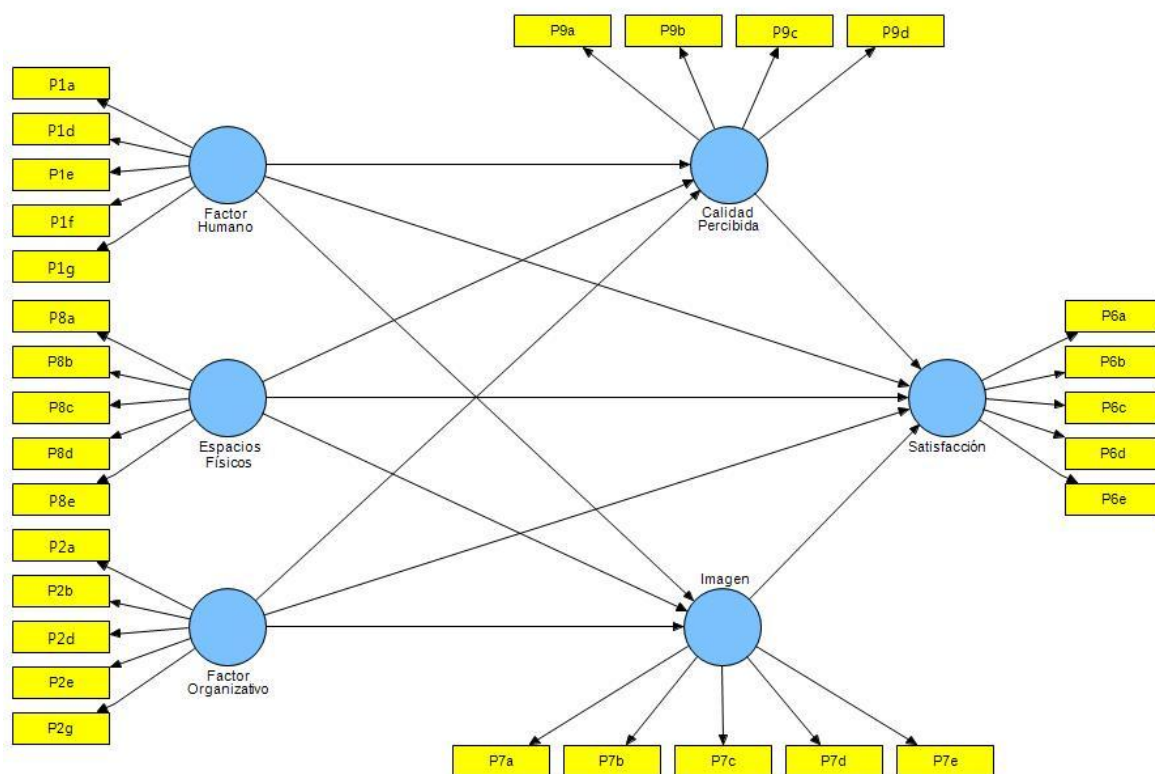 P9a
P9b
P9c
P9d
P1a
P1d
P1e
P1f
P1g
Factor
Humano
Calidad
Percibida
P8a
P8b
P8c
P8d
P8e
Espacios
Físicos
Satisfacción
P6a
P6b
P6c
P6d
P6e
P2a
P2b
P2d
P2e
P2g
Factor
Organizativo
Imagen
P7a
P7b
P7c
P7d
P7e